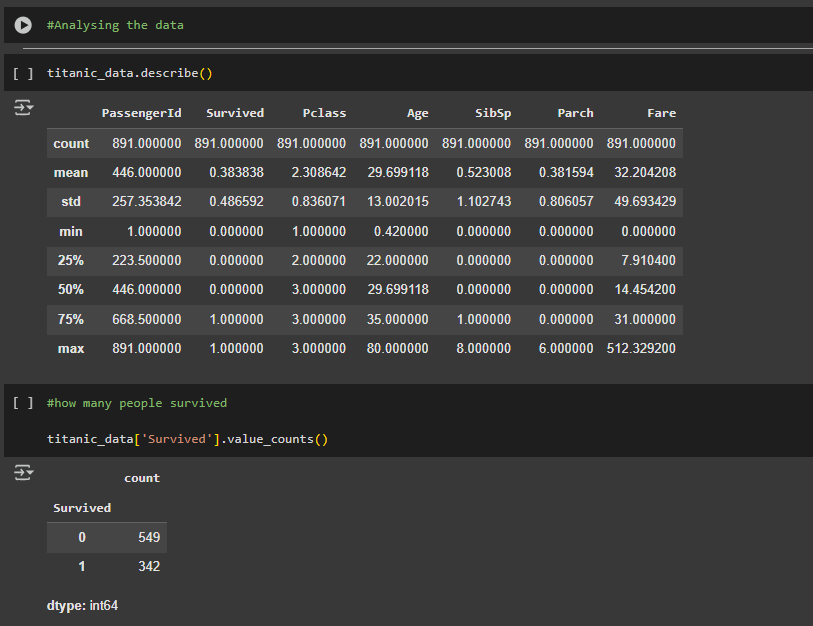 #Analysing the data
[ ] titanic_data.describe()
PassengerId Survived Pclass Age SibSp Parch Fare
count 891.000000 891.000000 891.000000 891.000000 891.000000 891.000000 891.000000
mean 446.000000 0.383838 2.308642 29.699118 0.523008 0.381594 32.204208
std 257.353842 0.486592 0.836071 13.002015 1.102743 0.806057 49.693429
min 1.000000 0.000000 1.000000 0.420000 0.000000 0.000000 0.000000
25% 223.500000 0.000000 2.000000 22.000000 0.000000 0.000000 7.910400
50% 446.000000 0.000000 3.000000 29.699118 0.000000 0.000000 14.454200
75% 668.500000 1.000000 3.000000 35.000000 1.000000 0.000000 31.000000
max 891.000000 1.000000 3.000000 80.000000 8.000000 6.000000 512.329200
[ ] #how many people survived
titanic_data['Survived'].value_counts()
count
Survived
0 549
1 342
dtype: int64